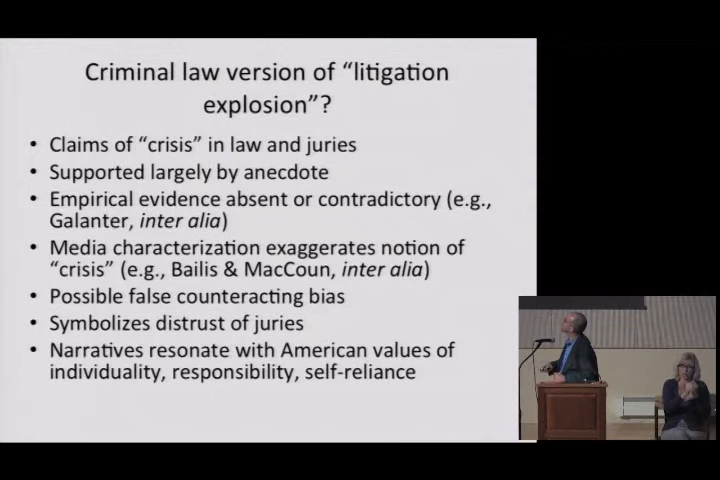 Criminal law version of “litigation
explosion”?
• Claims of “crisis” in law and juries
• Supported largely by anecdote
• Empirical evidence absent or contradictory (e.g.,
Galanter, inter alia)
• Media characterization exaggerates notion of
“crisis” (e.g., Bailis & MacCoun, inter alia)
• Possible false counteracting bias
• Symbolizes distrust of juries
• Narratives resonate with American values of
individuality, responsibility, self-reliance